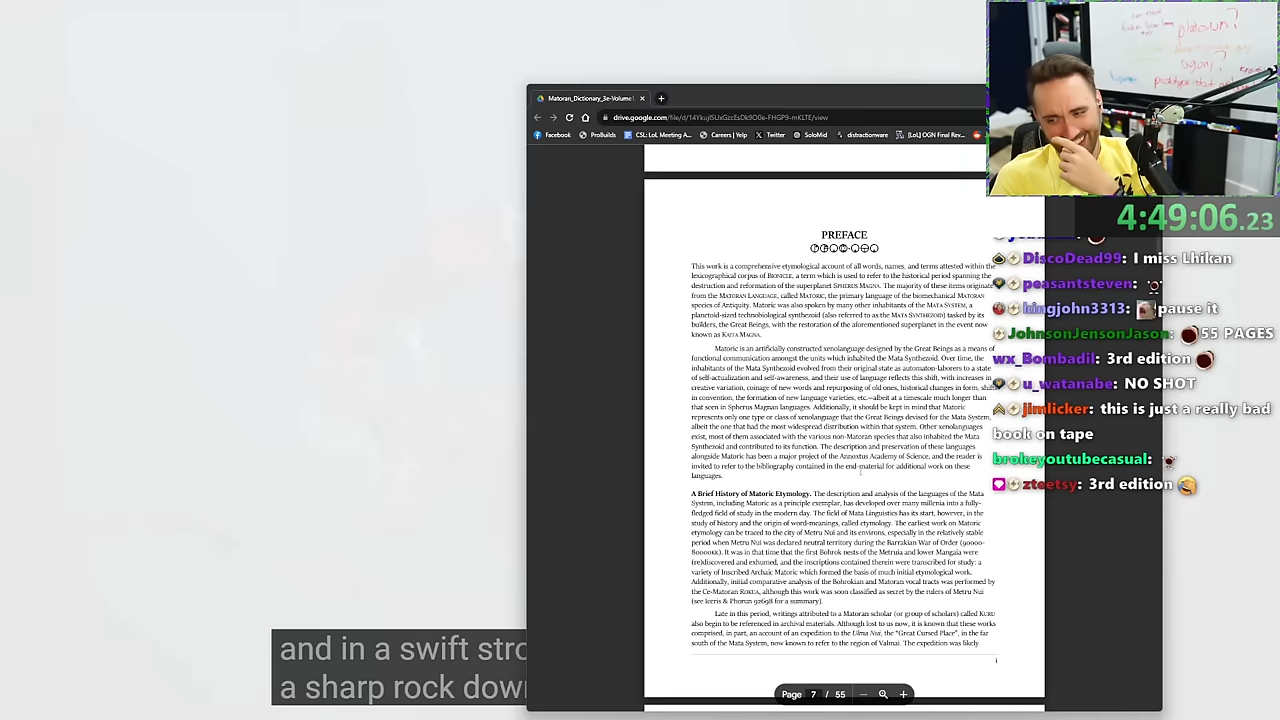 Matoran_Dictionary_3e-Volume1
drive.google.com/file/d/14YkujISUxGzcEsDk9O0e-FHGP9-mKLTE/view
Facebook ProBuilds CSL: LoL Meeting A... Careers | Yelp Twitter SoloMid distractionware [LoL] OGN Final Rev...
PREFACE
This work is a comprehensive etymological account of all words, names, and terms attested within the
lexicographical corpus of BIONICLE, a term which is used to refer to the historical period spanning the
destruction and reformation of the superplanet SPHERUS MAGNA. The majority of these items originate
from the MATORAN LANGUAGE, called MATORIC, the primary language of the biomechanical MATORAN
species of Antiquity. Matoric was also spoken by many other inhabitants of the MATA SYSTEM, a
planetoid-sized technobiological synthezoid (also referred to as the MATA SYNTHEZOID) tasked by its
builders, the Great Beings, with the restoration of the aforementioned superplanet in the event now
known as KAITA MAGNA.
Matoric is an artificially constructed xenolanguage designed by the Great Beings as a means of
functional communication amongst the units which inhabited the Mata Synthezoid. Over time, the
inhabitants of the Mata Synthezoid evolved from their original state as automaton-laborers to a state
of self-actualization and self-awareness, and their use of language reflects this shift, with increases in
creative variation, coinage of new words and repurposing of old ones, historical changes in form, shifts
in convention, the formation of new language varieties, etc.—albeit at a timescale much longer than
that seen in Spherus Magnan languages. Additionally, it should be kept in mind that Matoric
represents only one type or class of xenolanguage that the Great Beings devised for the Mata System,
albeit the one that had the most widespread distribution within that system. Other xenolanguages
exist, most of them associated with the various non-Matoran species that also inhabited the Mata
Synthezoid and contributed to its function. The description and preservation of these languages
alongside Matoric has been a major project of the Annoxtus Academy of Science, and the reader is
invited to refer to the bibliography contained in the end-material for additional work on these
languages.
A Brief History of Matoric Etymology. The description and analysis of the languages of the Mata
System, including Matoric as a principle exemplar, has developed over many millenia into a fully-
fledged field of study in the modern day. The field of Mata Linguistics has its start, however, in the
study of history and the origin of word-meanings, called etymology. The earliest work on Matoric
etymology can be traced to the city of Metru Nui and its environs, especially in the relatively stable
period when Metru Nui was declared neutral territory during the Barrakian War of Order (90000-
80000BK). It was in that time that the first Bohrok nests of the Metruia and lower Mangaia were
(re)discovered and exhumed, and the inscriptions contained therein were transcribed for study: a
variety of Inscribed Archaic Matoric which formed the basis of much initial etymological work.
Additionally, initial comparative analysis of the Bohrokian and Matoran vocal tracts was performed by
the Ce-Matoran ROKUA, although this work was soon classified as secret by the rulers of Metru Nui
(see Iorris & Phorun 92698 for a summary).
Late in this period, writings attributed to a Matoran scholar (or group of scholars) called KURU
also begin to be referenced in archival materials. Although lost to us now, it is known that these works
comprised, in part, an account of an expedition to the Ulma Nui, the "Great Cursed Place", in the far
south of the Mata System, now known to refer to the region of Valmai. The expedition was likely
i
Page 7 / 55
and in a swift stro
a sharp rock down
platoon?
agony?
4:49:06.23
DiscoDead99: I miss Lhikan
peasantsteven:
kingjohn3313: pause it
JohnsonJensonJason: 55 PAGES
wx_Bombadil: 3rd edition
u_watanabe: NO SHOT
jimlicker: this is just a really bad
book on tape
brokeyoutubecasual:
zteetsy: 3rd edition